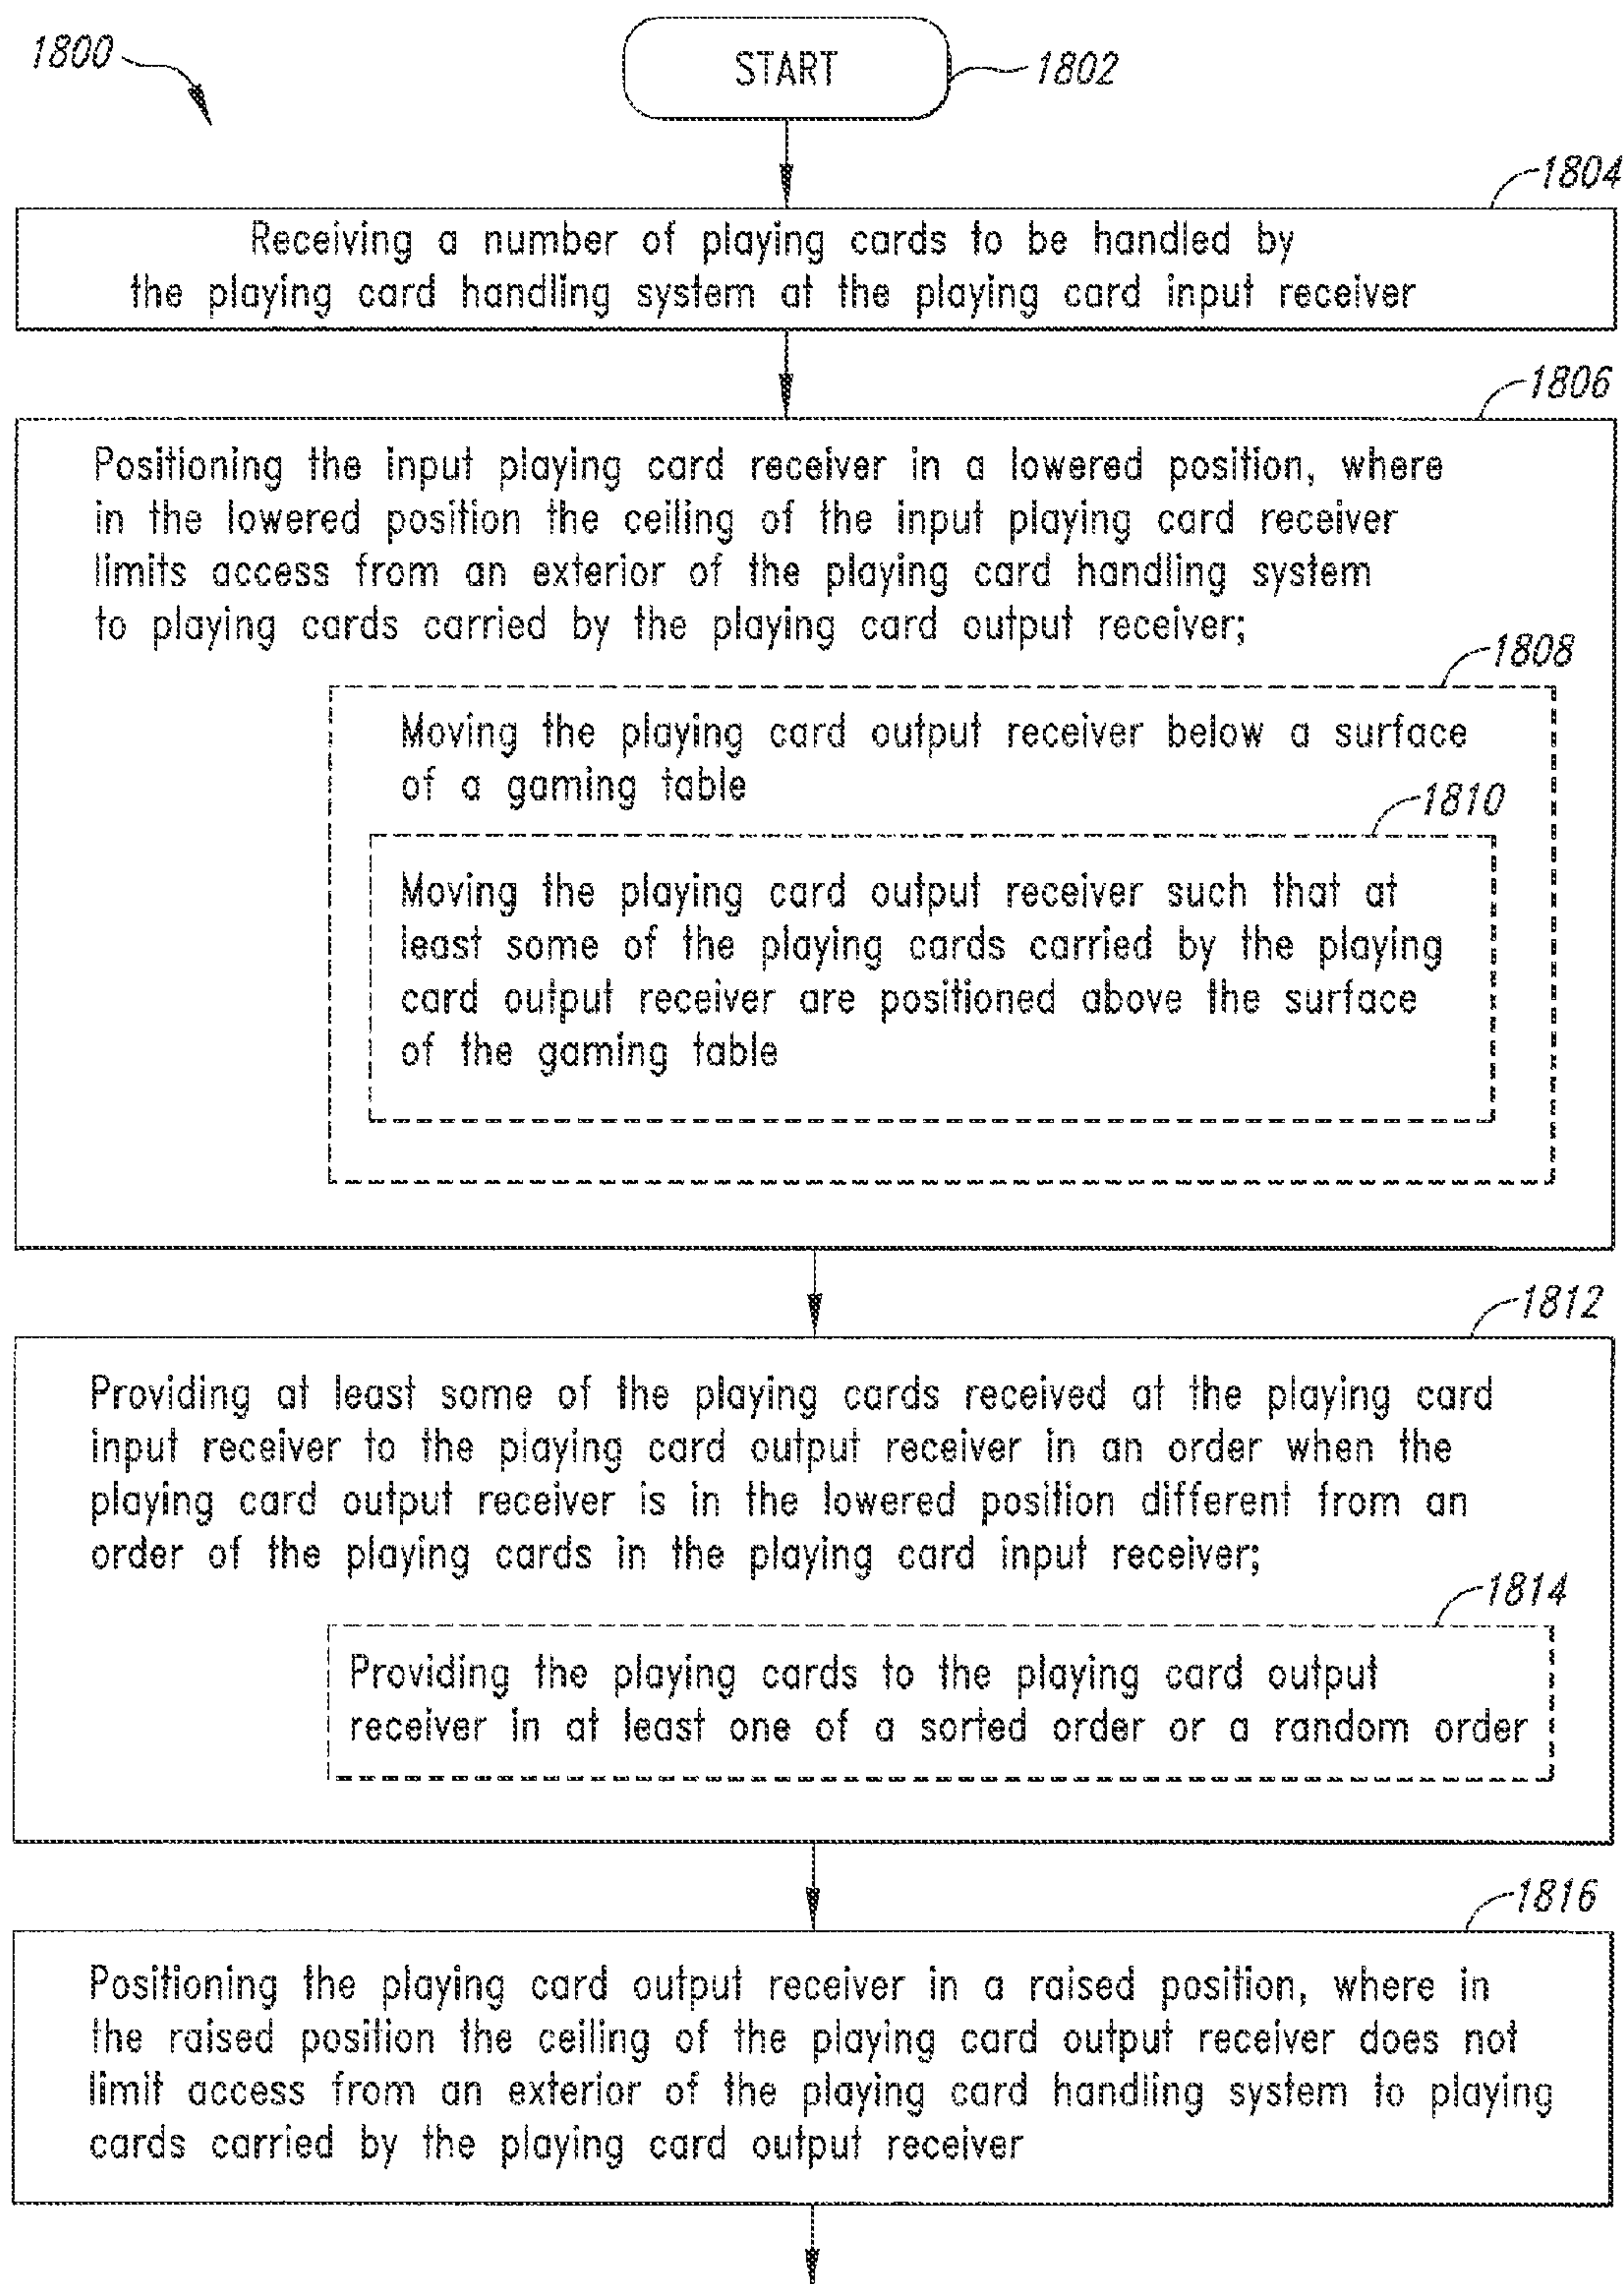 1800
START
1802
1804
Receiving a number of playing cards to be handled by
the playing card handling system at the playing card input receiver
1806
Positioning the input playing card receiver in a lowered position, where
in the lowered position the ceiling of the input playing card receiver
limits access from an exterior of the playing card handling system
to playing cards carried by the playing card output receiver;
1808
Moving the playing card output receiver below a surface
of a gaming table
1810
Moving the playing card output receiver such that at
least some of the playing cards carried by the playing
card output receiver are positioned above the surface
of the gaming table
1812
Providing at least some of the playing cards received at the playing card
input receiver to the playing card output receiver in an order when the
playing card output receiver is in the lowered position different from an
order of the playing cards in the playing card input receiver;
1814
Providing the playing cards to the playing card output
receiver in at least one of a sorted order or a random order
1816
Positioning the playing card output receiver in a raised position, where in
the raised position the ceiling of the playing card output receiver does not
limit access from an exterior of the playing card handling system to playing
cards carried by the playing card output receiver